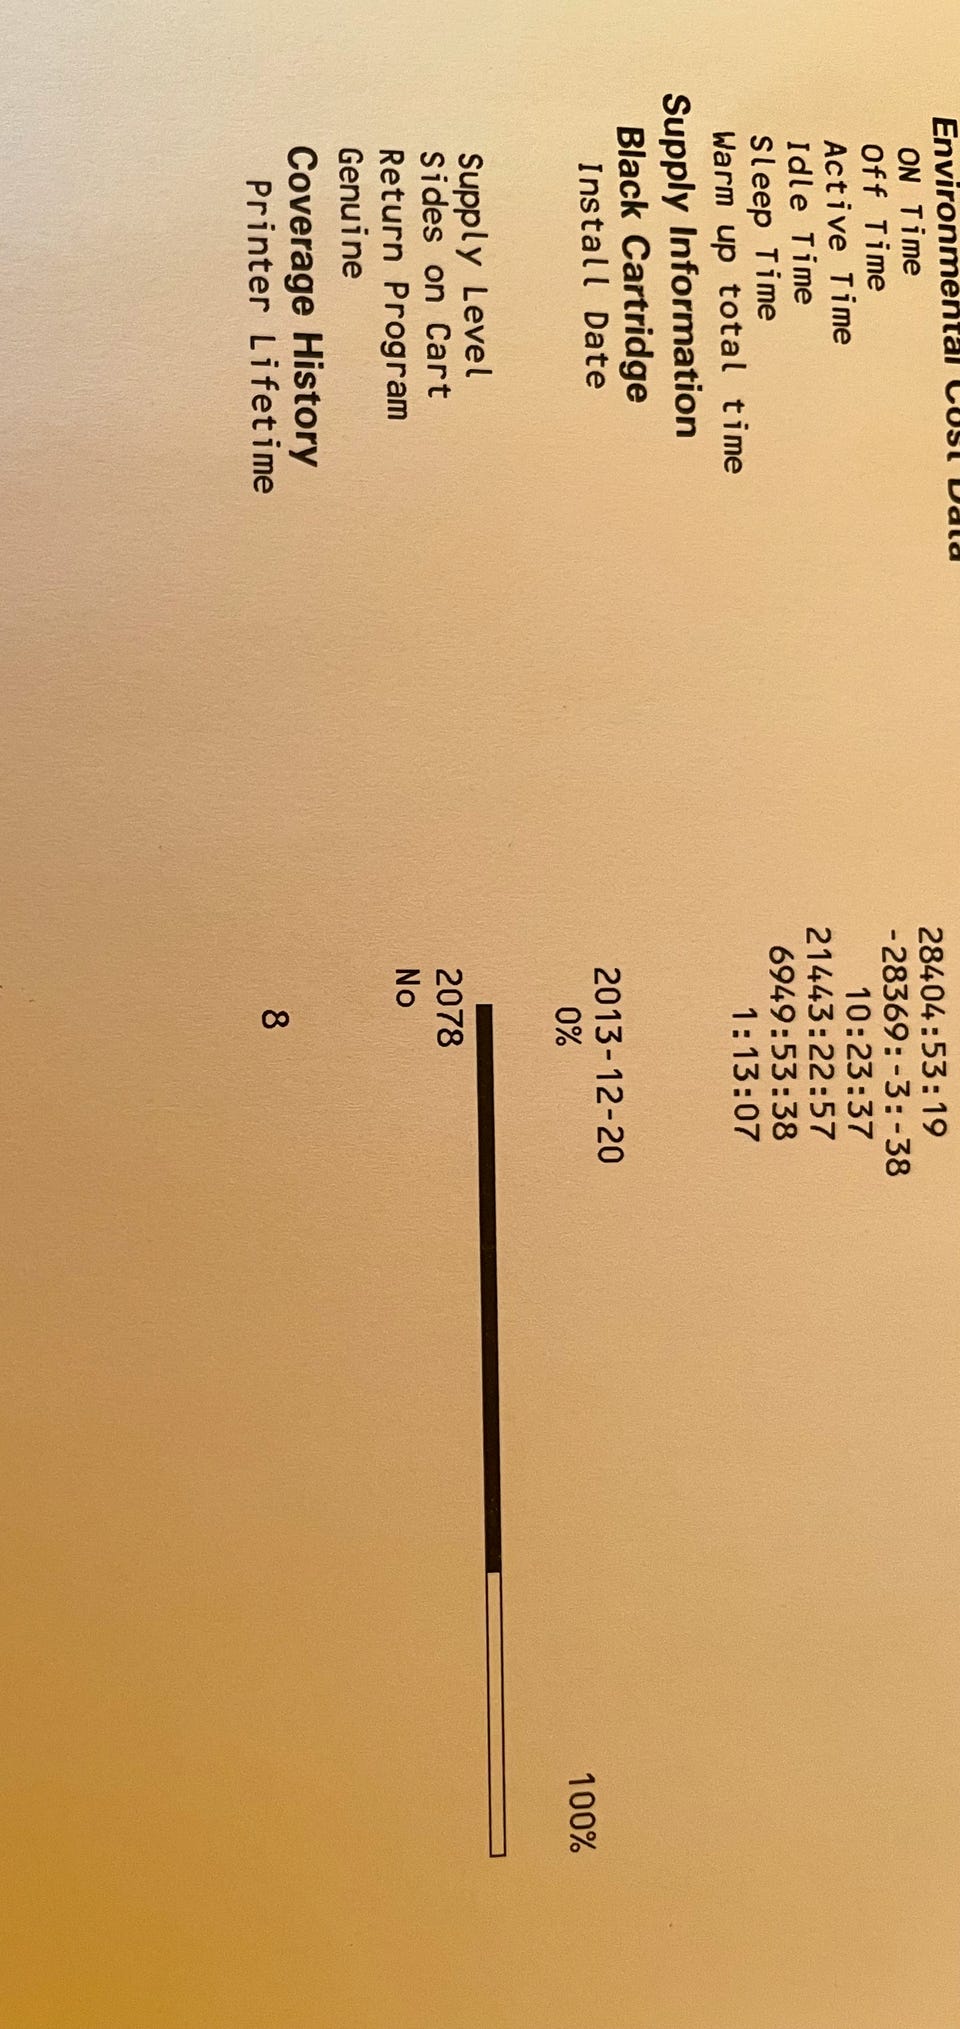 Environmental Cost Data
ON Time 28404:53:19
Off Time -28369:-3:-38
Active Time 10:23:37
Idle Time 21443:22:57
Sleep Time 6949:53:38
Warm up total time 1:13:07
Supply Information
Black Cartridge
Install Date 2013-12-20
0% 100%
Supply Level
Sides on Cart 2078
Return Program No
Genuine
Coverage History
Printer Lifetime 8